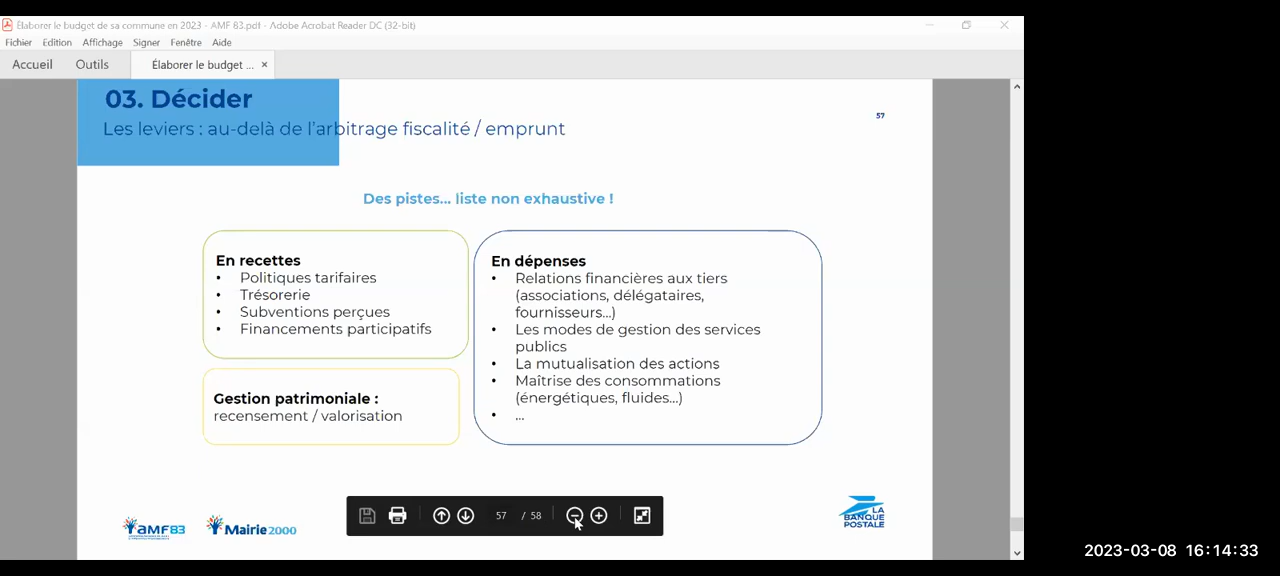 Élaborer le budget de sa commune en 2023 - AMF 83.pdf - Adobe Acrobat Reader DC (32-bit)
Fichier Edition Affichage Signer Fenêtre Aide
Accueil Outils Élaborer le budget ... ×
03. Décider
57
Les leviers : au-delà de l'arbitrage fiscalité / emprunt
Des pistes... liste non exhaustive !
En recettes
• Politiques tarifaires
• Trésorerie
• Subventions perçues
• Financements participatifs
Gestion patrimoniale :
recensement / valorisation
En dépenses
• Relations financières aux tiers
(associations, délégataires,
fournisseurs...)
• Les modes de gestion des services
publics
• La mutualisation des actions
• Maîtrise des consommations
(énergétiques, fluides...)
• ...
57 / 58
AMF83
Mairie2000
LA
BANQUE
POSTALE
2023-03-08 16:14:33